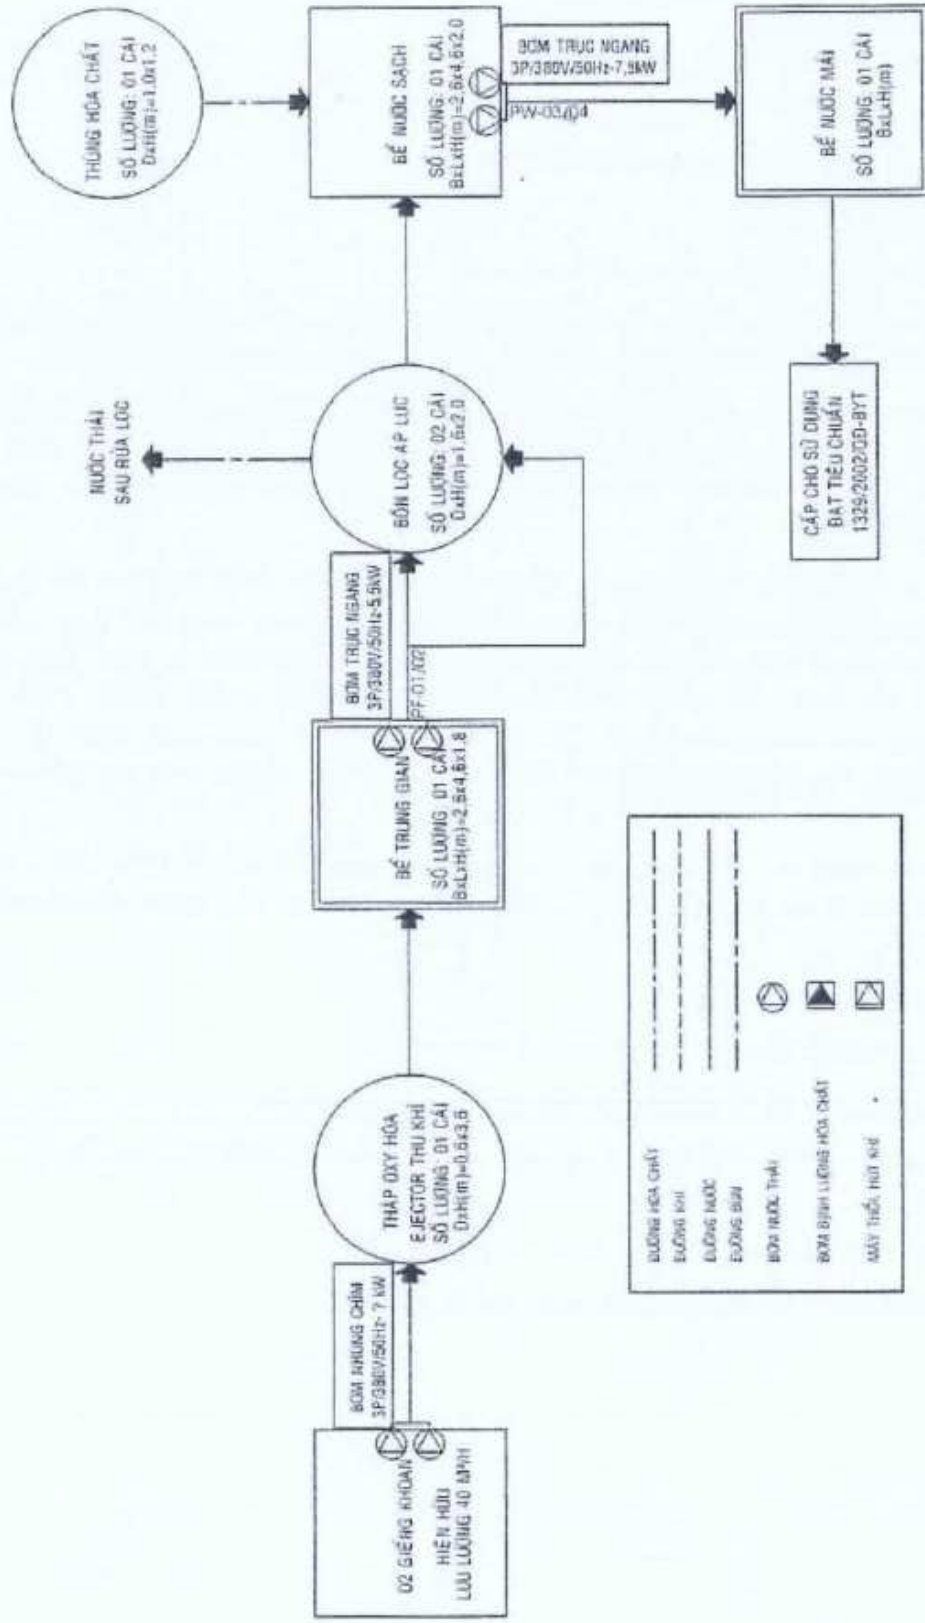 02 GIẾNG KHOAN
HIỆN HỮU
LƯU LƯỢNG 40 M³/H
BƠM NHÚNG CHÌM
3P/380V/50Hz- ? kW
THÁP OXY HÓA
EJECTOR THU KHÍ
SỐ LƯỢNG: 01 CÁI
DxH(m)=0,6x3,6
BỂ TRUNG GIAN
SỐ LƯỢNG: 01 CÁI
BxLxH(m)=2,6x4,6x1,8
BƠM TRỤC NGANG
3P/380V/50Hz-5,5kW
PF-01/02
BỒN LỌC ÁP LỰC
SỐ LƯỢNG: 02 CÁI
DxH(m)=1,6x2,0
NƯỚC THẢI
SAU RỬA LỌC
THÙNG HÓA CHẤT
SỐ LƯỢNG: 01 CÁI
DxH(m)=1,0x1,2
BỂ NƯỚC SẠCH
SỐ LƯỢNG: 01 CÁI
BxLxH(m)=2,6x4,6x2,0
BƠM TRỤC NGANG
3P/380V/50Hz-7,5kW
PW-03/04
BỂ NƯỚC MÁI
SỐ LƯỢNG: 01 CÁI
BxLxH(m)
CẤP CHO SỬ DỤNG
ĐẠT TIÊU CHUẨN
1329/2002/QĐ-BYT
ĐƯỜNG HÓA CHẤT
ĐƯỜNG KHÍ
ĐƯỜNG NƯỚC
ĐƯỜNG BÙN
BƠM NƯỚC THẢI
BƠM ĐỊNH LƯỢNG HÓA CHẤT
MÁY THỔI, HÚT KHÍ